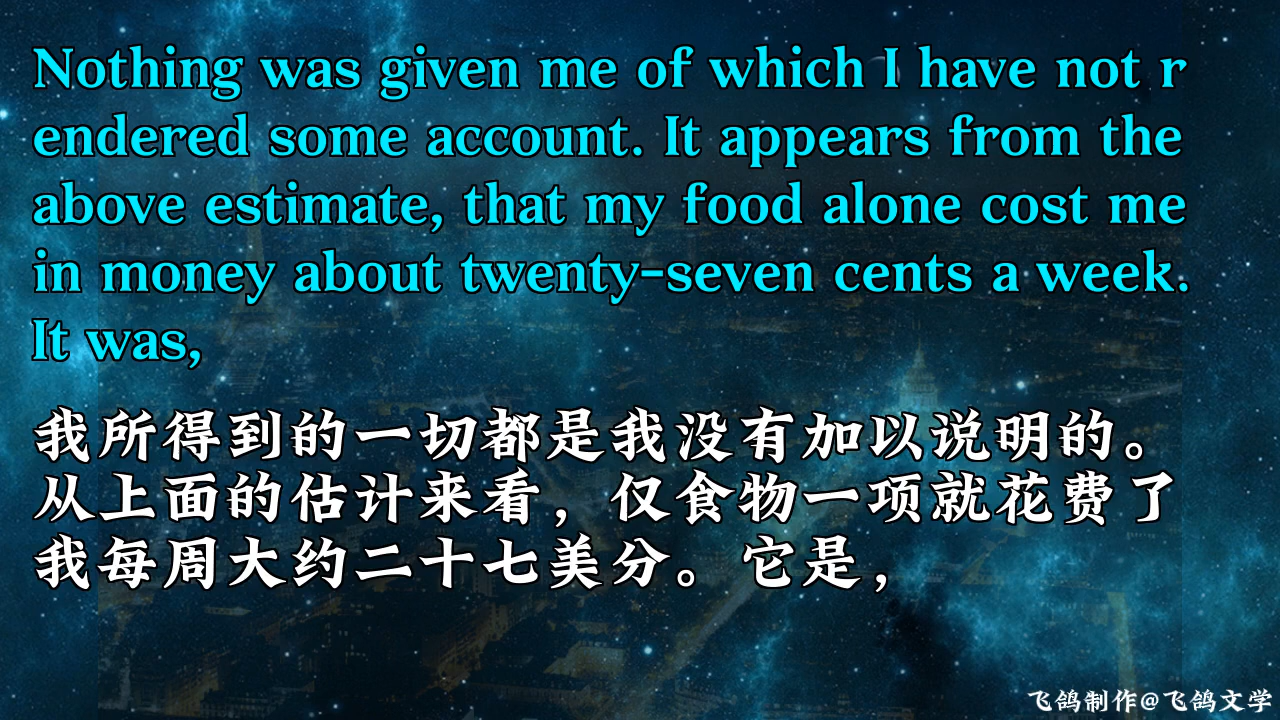 Nothing was given me of which I have not r
endered some account. It appears from the
above estimate, that my food alone cost me
in money about twenty-seven cents a week.
It was,
我所得到的一切都是我没有加以说明的。
从上面的估计来看，仅食物一项就花费了
我每周大约二十七美分。它是，
飞鸽制作@飞鸽文学